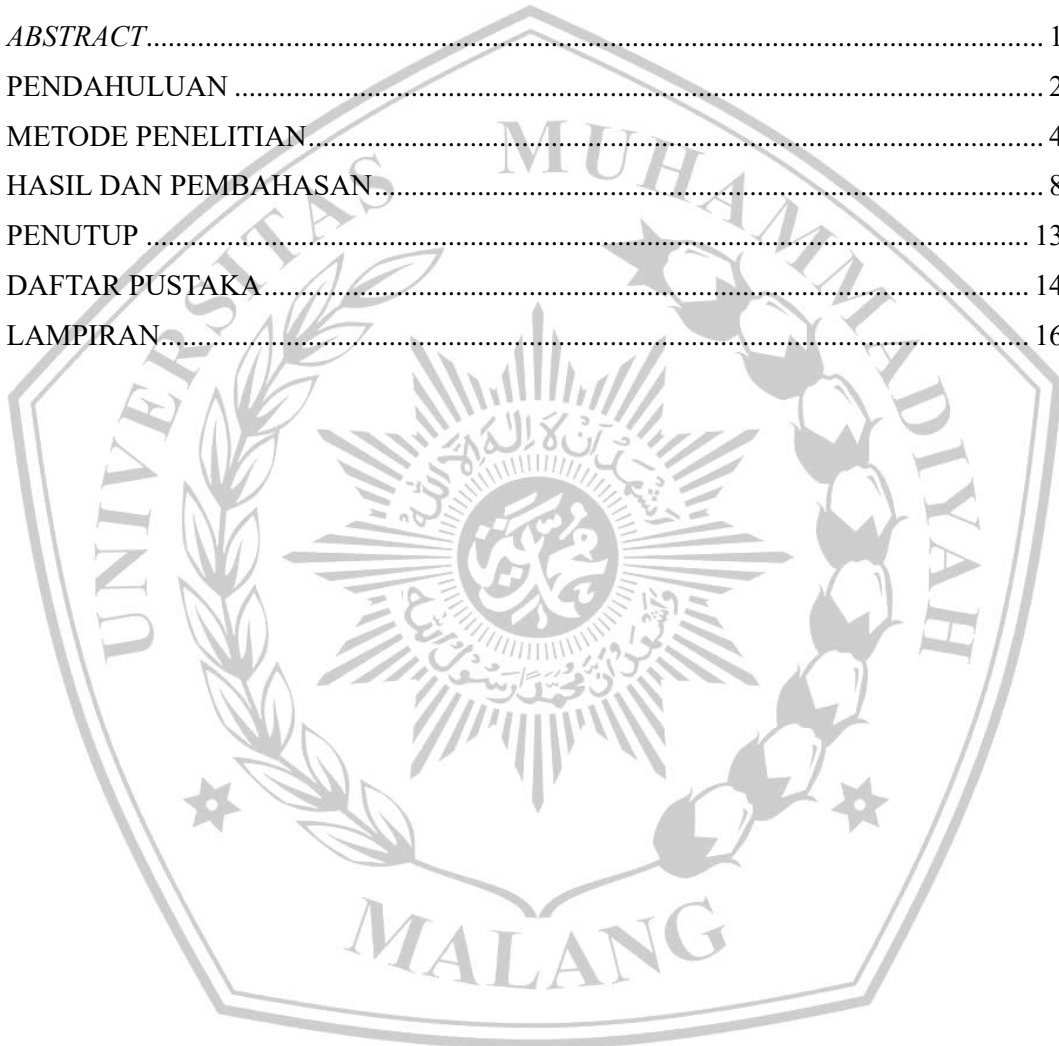 ABSTRACT.......................................................................................................................... 1
PENDAHULUAN .............................................................................................................. 2
METODE PENELITIAN.................................................................................................... 4
HASIL DAN PEMBAHASAN........................................................................................... 8
PENUTUP ........................................................................................................................ 13
DAFTAR PUSTAKA........................................................................................................ 14
LAMPIRAN...................................................................................................................... 16
UNIVERSITAS MUHAMMADIYAH
MALANG